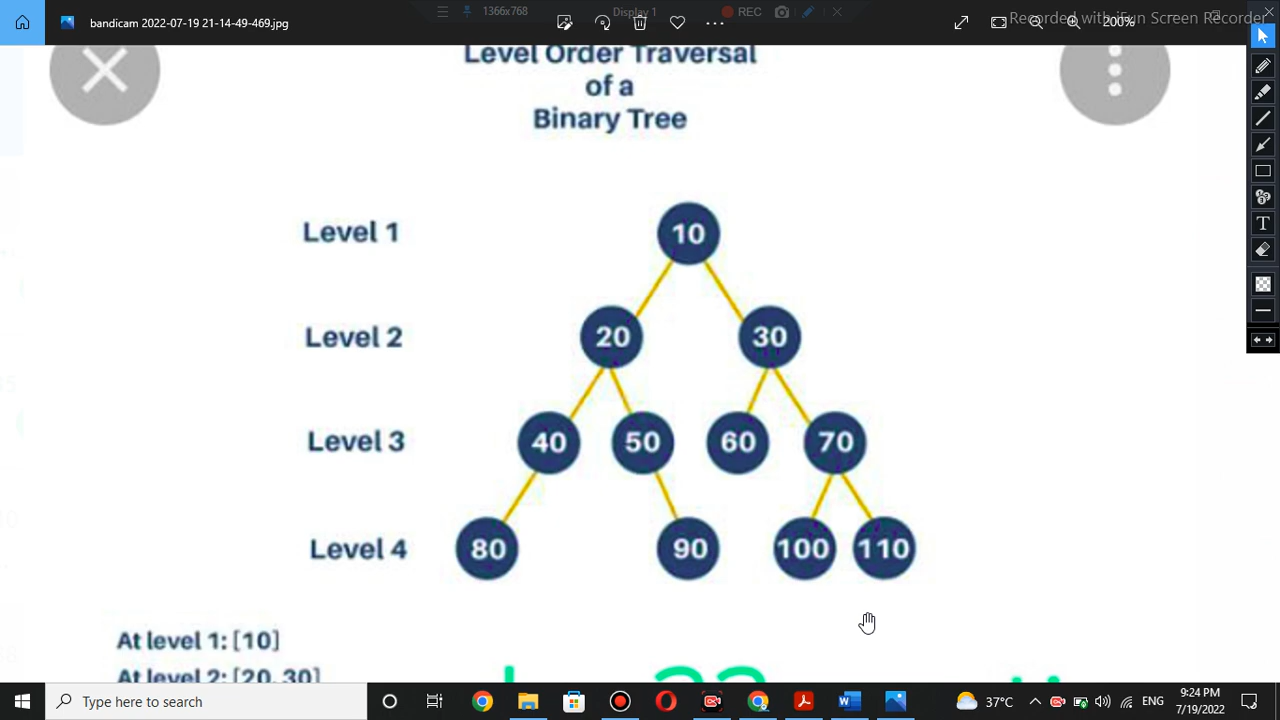 bandicam 2022-07-19 21-14-49-469.jpg
1366x768
Display 1
REC
Recorded with iFun Screen Recorder
200%
Level Order Traversal
of a
Binary Tree
Level 1
10
Level 2
20
30
Level 3
40
50
60
70
Level 4
80
90
100
110
At level 1: [10]
At level 2: [20, 30]
Type here to search
37°C
ENG
9:24 PM
7/19/2022